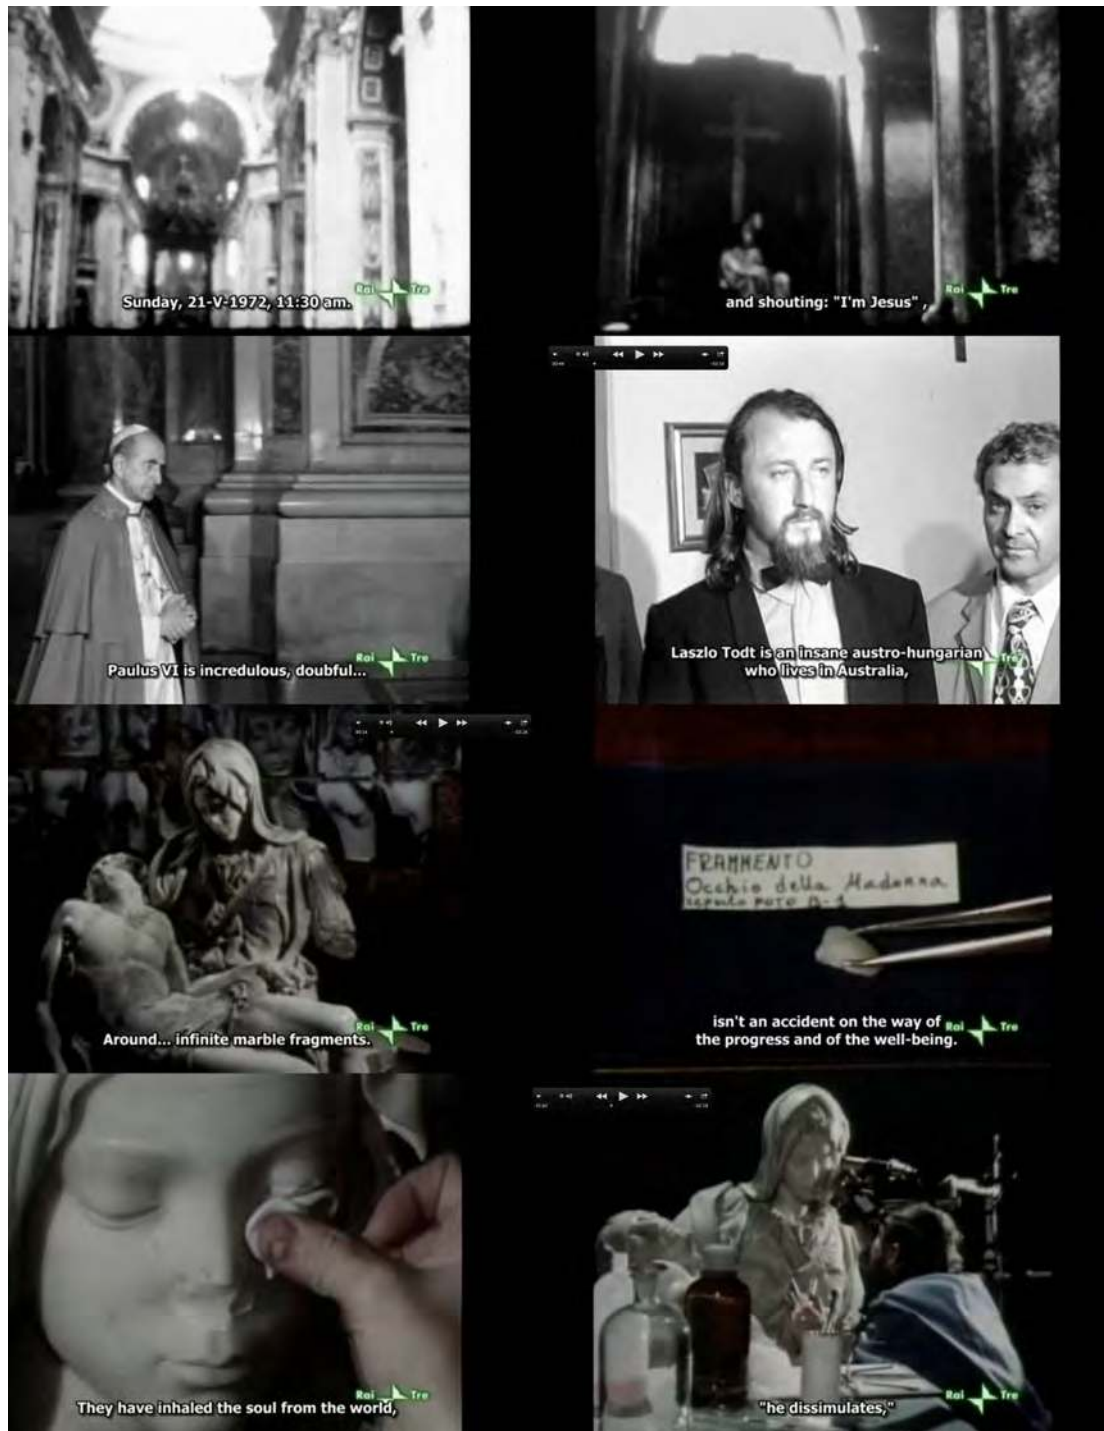 Sunday, 21-V-1972, 11:30 am.
Rai Tre
and shouting: "I'm Jesus" ,
Rai Tre
Paulus VI is incredulous, doubful...
Rai Tre
Laszlo Todt is an insane austro-hungarian
who lives in Australia,
Tre
Around... infinite marble fragments.
Rai Tre
FRAMMENTO
Occhio della Madonna
isn't an accident on the way of
the progress and of the well-being.
Rai Tre
They have inhaled the soul from the world,
Rai Tre
"he dissimulates,"
Rai Tre